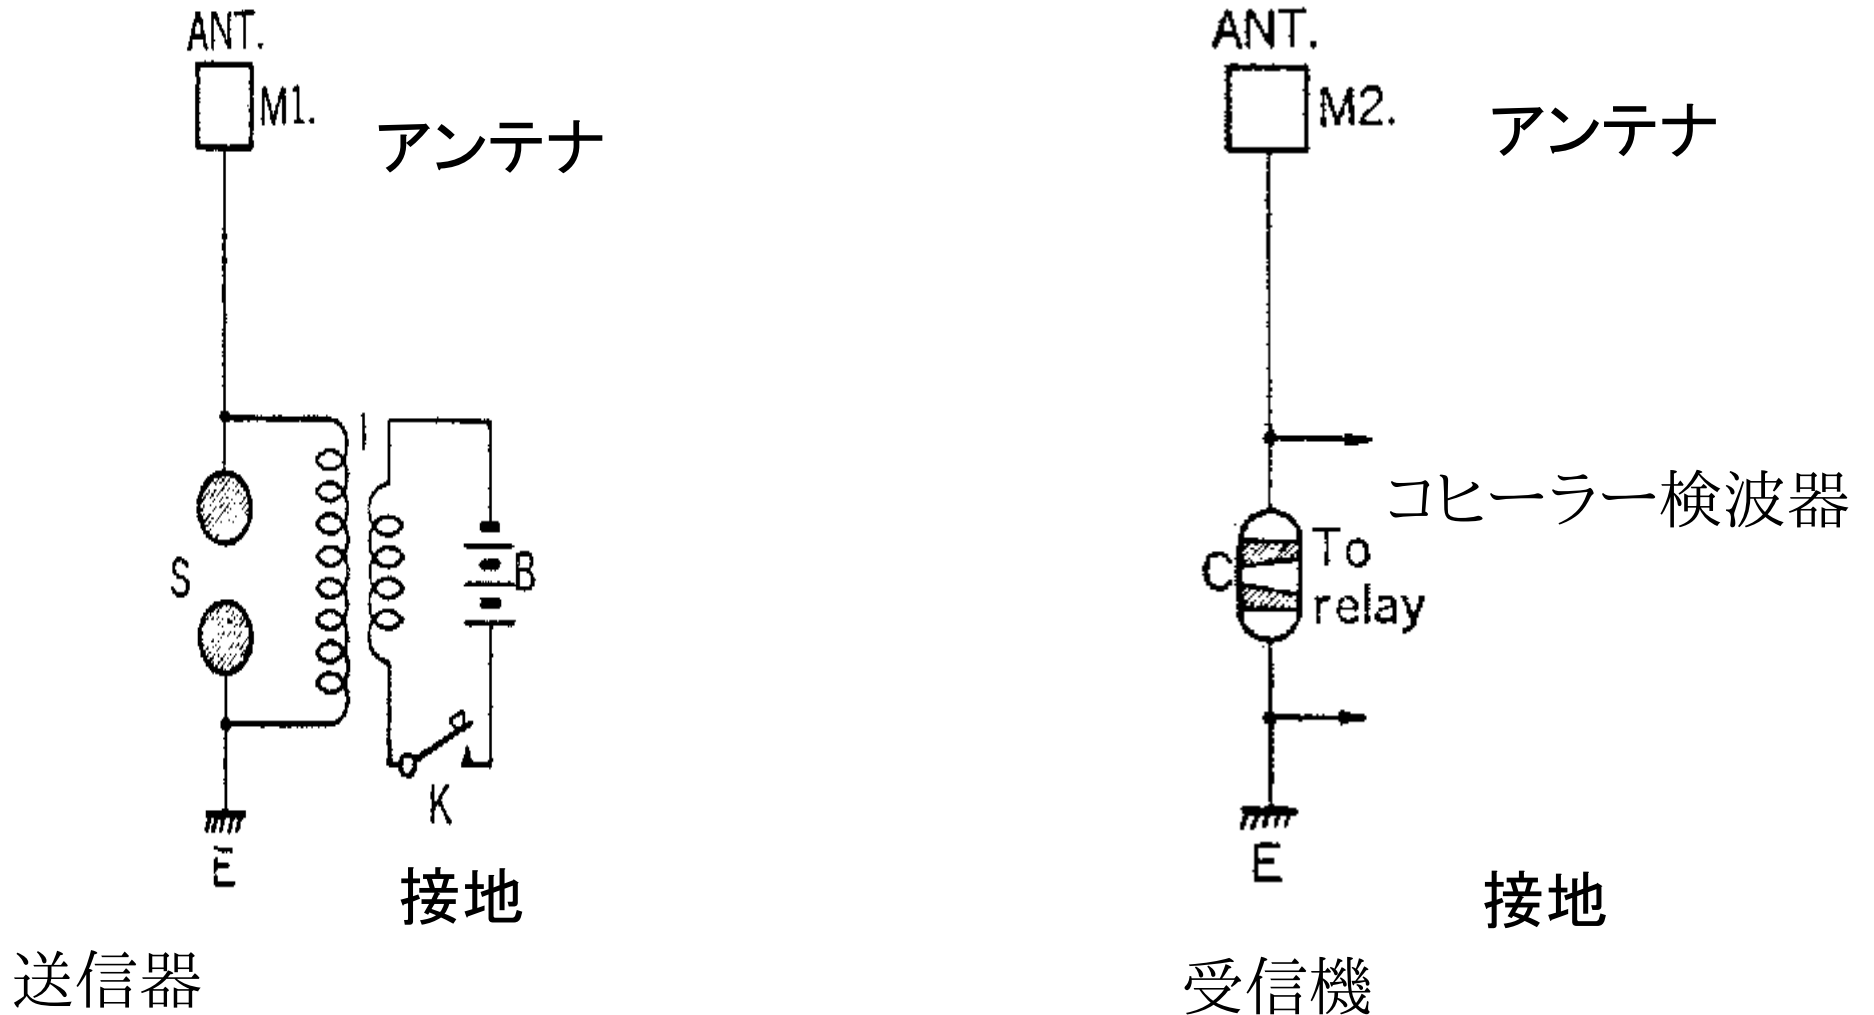 ANT.
M1.
アンテナ
I
S
B
K
E
接地
送信器
ANT.
M2.
アンテナ
コヒーラー検波器
C
To
relay
E
接地
受信機